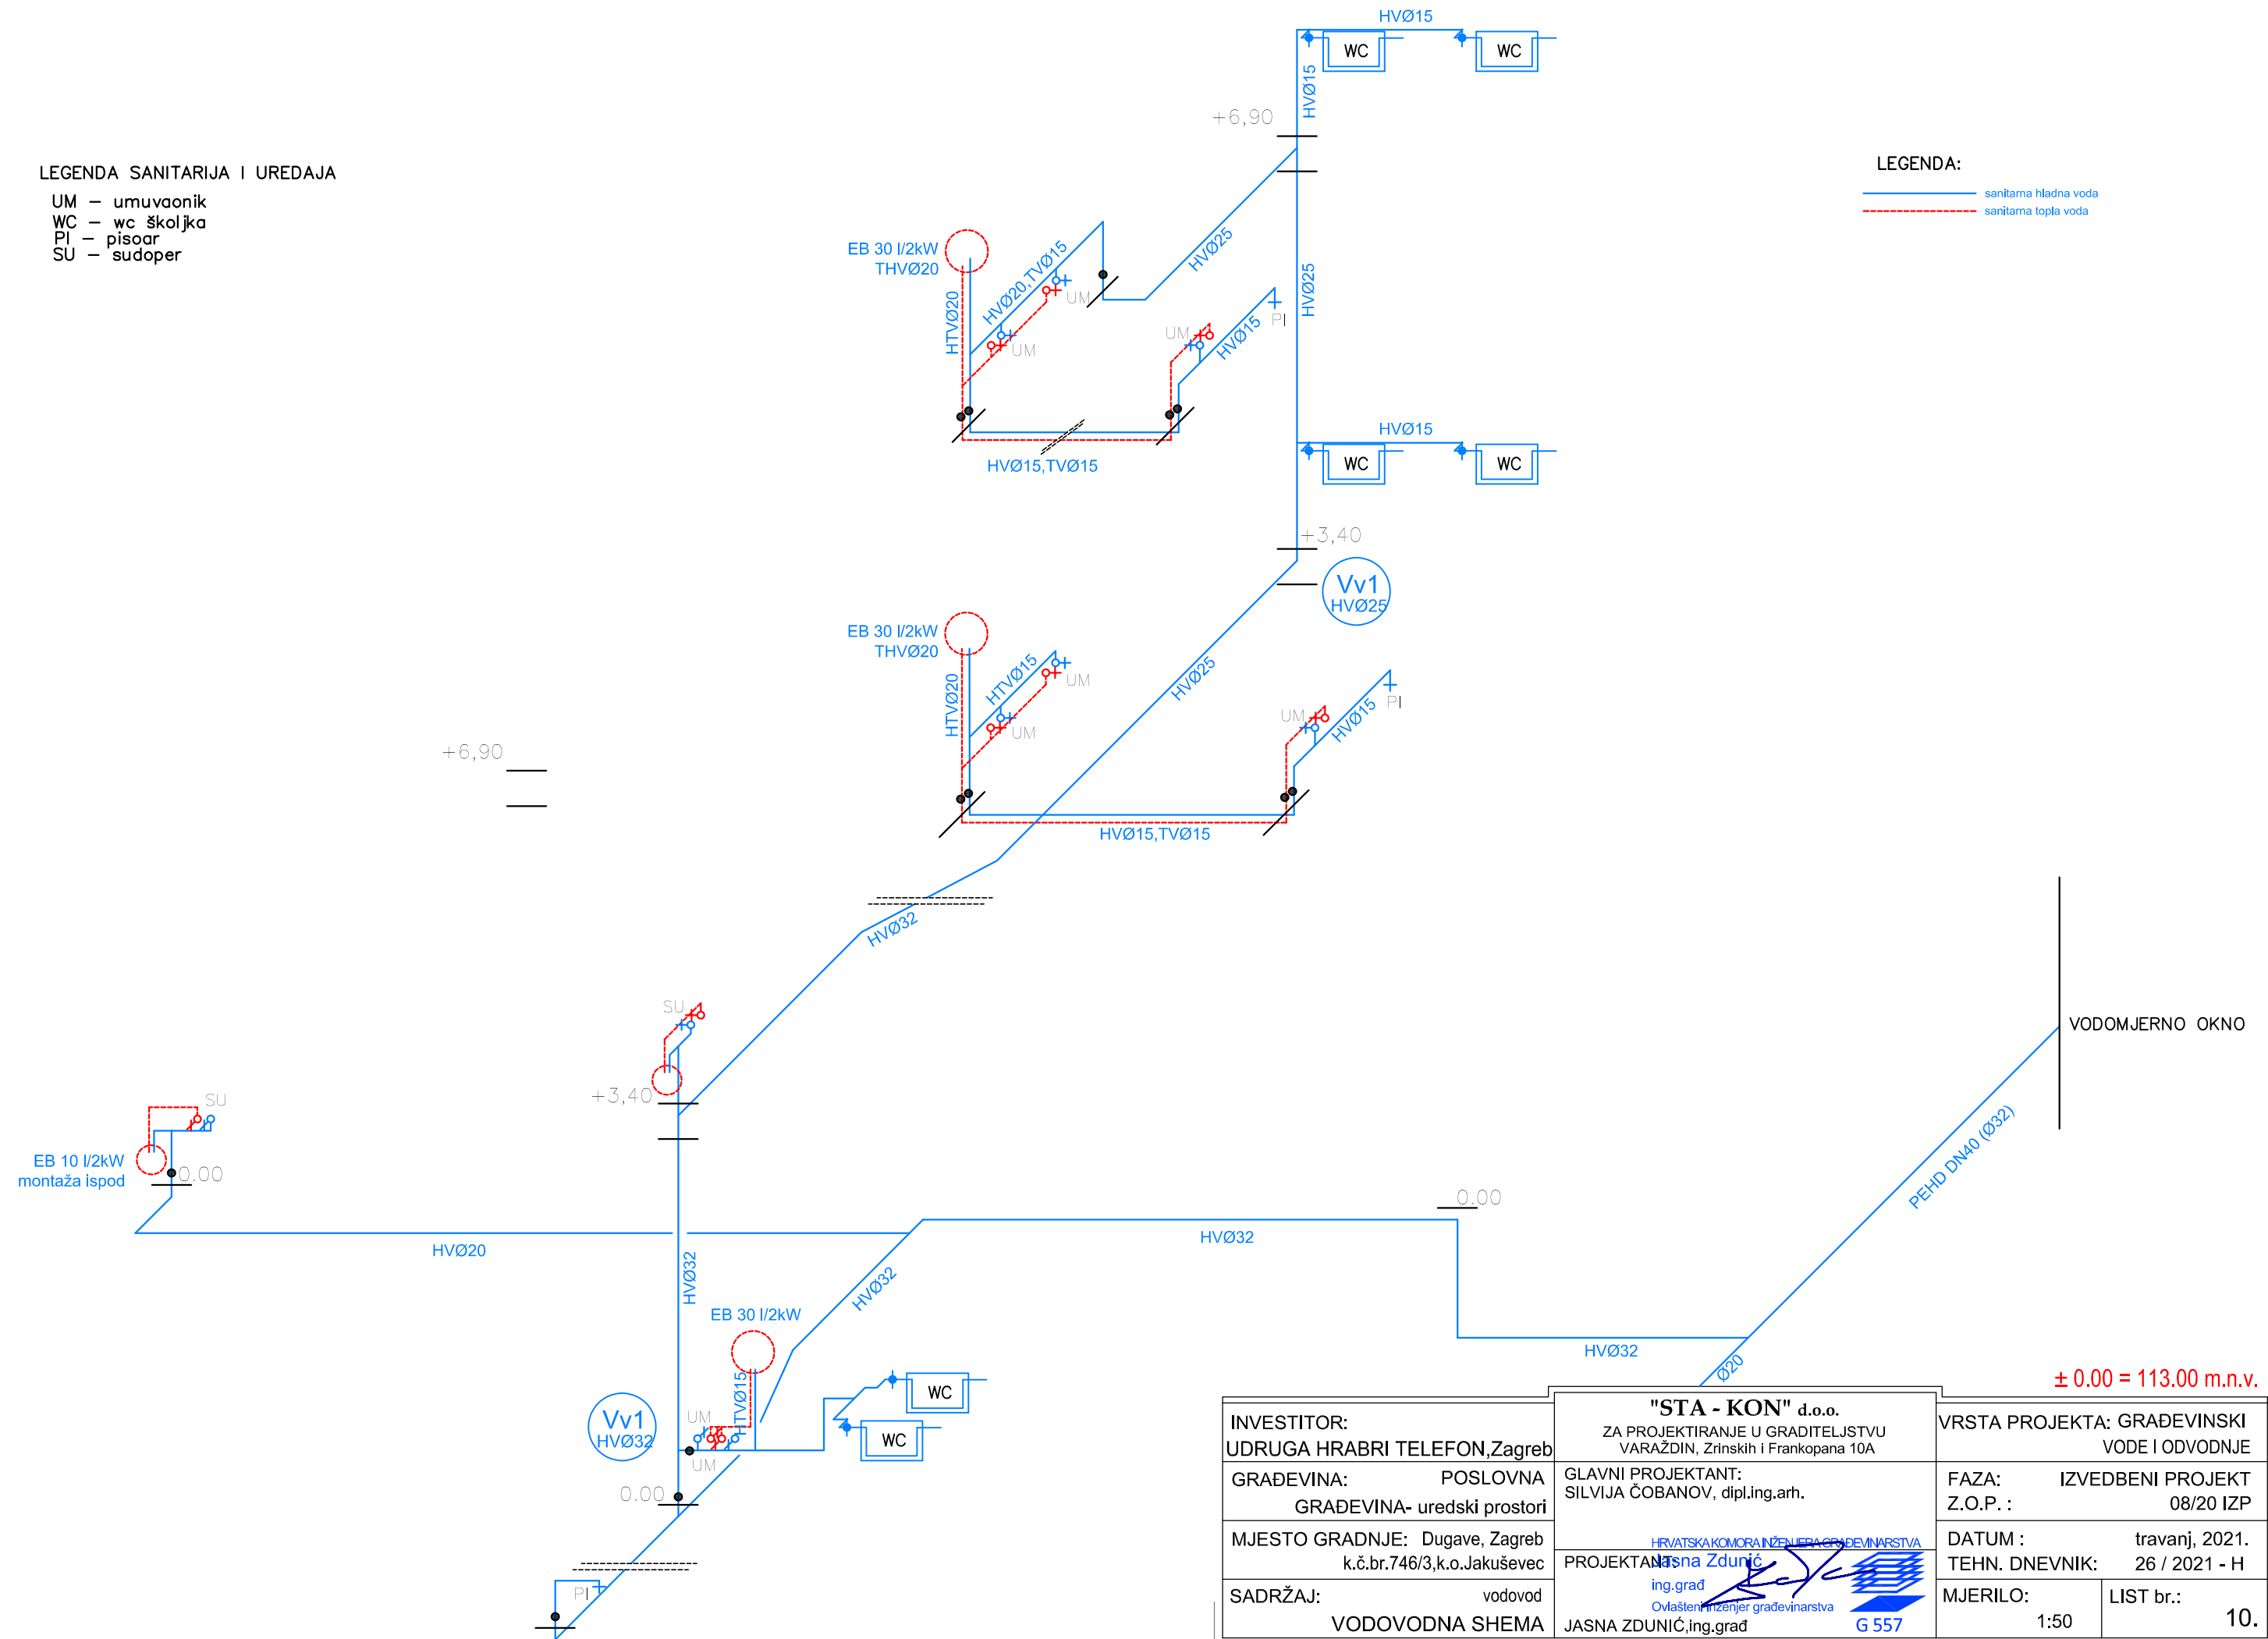 HVØ15
WC
WC
HVØ15
+6,90
LEGENDA SANITARIJA I UREDAJA
UM – umuvaonik
WC – wc školjka
PI – pisoar
SU – sudoper
LEGENDA:
sanitarna hladna voda
sanitarna topla voda
EB 30 l/2kW
THVØ20
HTVØ20
HVØ20,TVØ15
UM
UM
HVØ25
HVØ25
UM
HVØ15
PI
HVØ15,TVØ15
HVØ15
WC
WC
+3,40
Vv1
HVØ25
EB 30 l/2kW
THVØ20
HTVØ20
HTVØ15
UM
UM
HVØ25
UM
HVØ15
PI
HVØ15,TVØ15
+6,90
HVØ32
SU
+3,40
VODOMJERNO OKNO
SU
EB 10 l/2kW
montaža ispod
0.00
PEHD DN40 (Ø32)
0.00
HVØ20
HVØ32
HVØ32
HVØ32
EB 30 l/2kW
HVØ32
Ø20
HTVØ15
WC
WC
Vv1
HVØ32
UM
UM
0.00
PI
± 0.00 = 113.00 m.n.v.
INVESTITOR:
UDRUGA HRABRI TELEFON,Zagreb
"STA - KON" d.o.o.
ZA PROJEKTIRANJE U GRADITELJSTVU
VARAŽDIN, Zrinskih i Frankopana 10A
VRSTA PROJEKTA: GRAĐEVINSKI
VODE I ODVODNJE
GRAĐEVINA: POSLOVNA
GRAĐEVINA- uredski prostori
GLAVNI PROJEKTANT:
SILVIJA ČOBANOV, dipl.ing.arh.
FAZA: IZVEDBENI PROJEKT
Z.O.P. : 08/20 IZP
MJESTO GRADNJE: Dugave, Zagreb
k.č.br.746/3,k.o.Jakuševec
HRVATSKA KOMORA INŽENJERA GRAĐEVINARSTVA
PROJEKTANT:
Jasna Zdunić
ing.građ
Ovlašteni inženjer građevinarstva
G 557
JASNA ZDUNIĆ,ing.građ
DATUM : travanj, 2021.
TEHN. DNEVNIK: 26 / 2021 - H
SADRŽAJ: vodovod
VODOVODNA SHEMA
MJERILO:
1:50
LIST br.:
10.